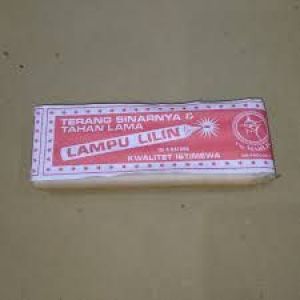 TERANG SINARNYA &
TAHAN LAMA
LAMPU LILIN
KWALITET ISTIMEWA